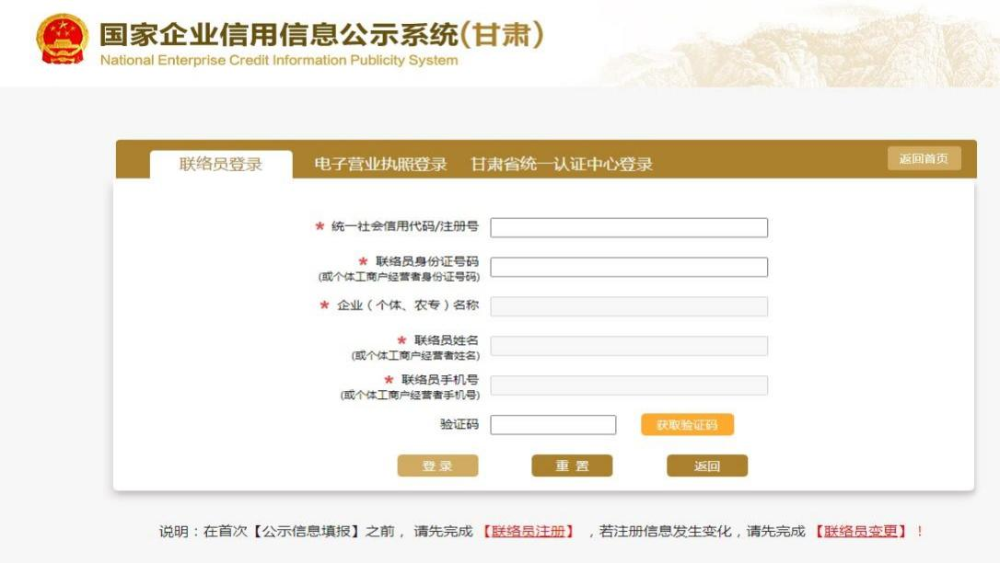 国家企业信用信息公示系统(甘肃)
National Enterprise Credit Information Publicity System
联络员登录 电子营业执照登录 甘肃省统一认证中心登录 返回首页
* 统一社会信用代码/注册号
* 联络员身份证号码
(或个体工商户经营者身份证号码)
* 企业(个体、农专)名称
* 联络员姓名
(或个体工商户经营者姓名)
* 联络员手机号
(或个体工商户经营者手机号)
验证码 获取验证码
登录 重置 返回
说明:在首次【公示信息填报】之前,请先完成【联络员注册】,若注册信息发生变化,请先完成【联络员变更】!